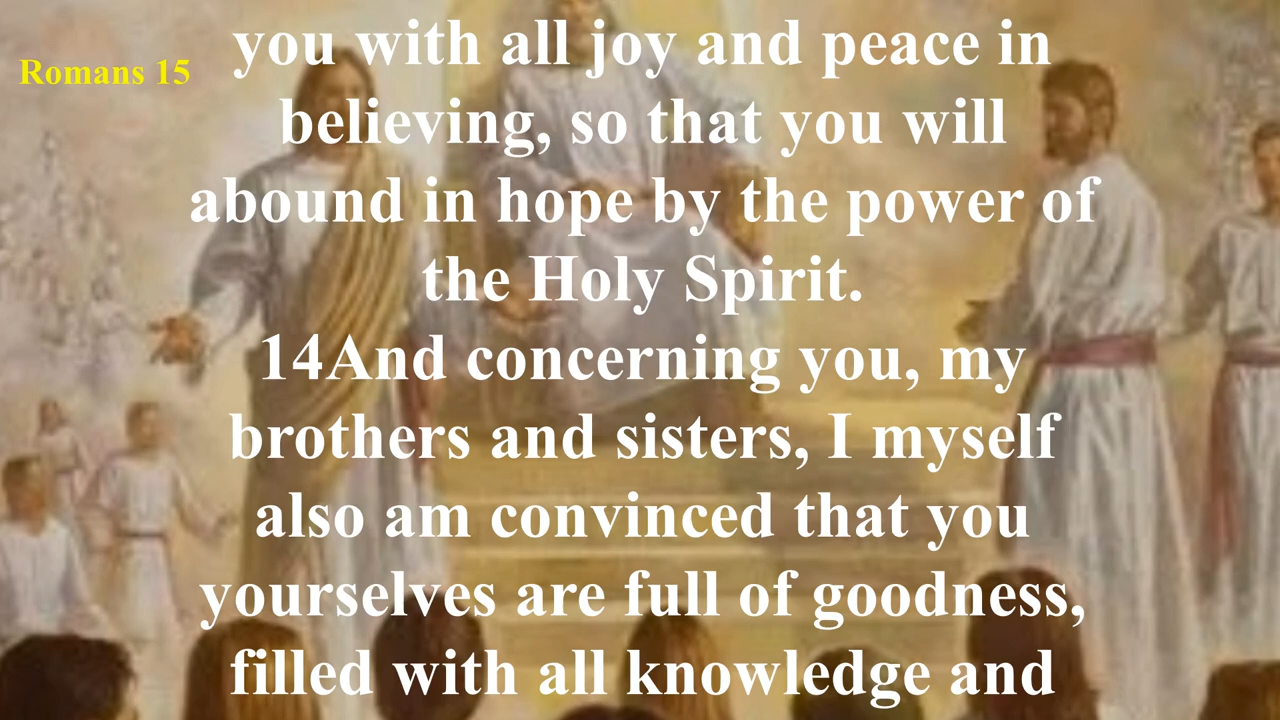 Romans 15
you with all joy and peace in
believing, so that you will
abound in hope by the power of
the Holy Spirit.
14And concerning you, my
brothers and sisters, I myself
also am convinced that you
yourselves are full of goodness,
filled with all knowledge and